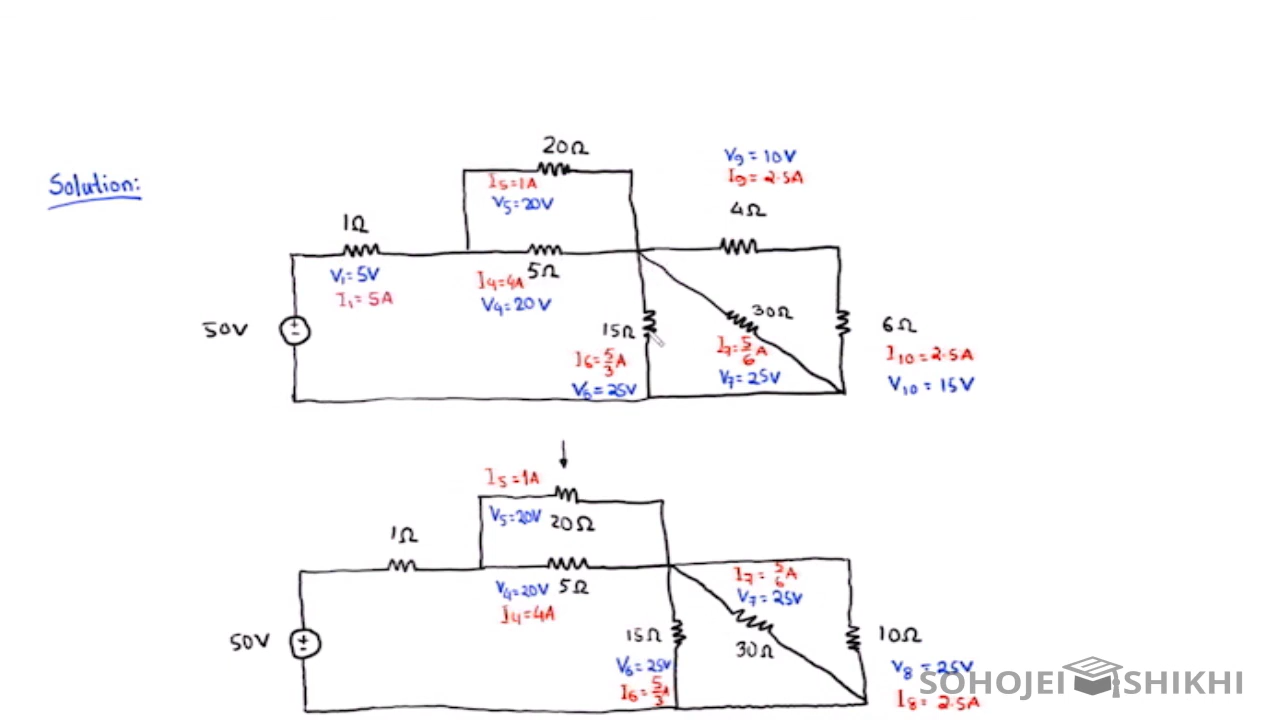 Solution:
20Ω
I5=1A
V5=20V
V9=10V
I9=2.5A
4Ω
1Ω
V1=5V
I1=5A
5Ω
I4=4A
V4=20V
50V
15Ω
I6=5/3A
V6=25V
30Ω
I7=5/6A
V7=25V
6Ω
I10=2.5A
V10=15V
I5=1A
V5=20V
20Ω
1Ω
V4=20V
5Ω
I4=4A
I7=5/6A
V7=25V
50V
15Ω
30Ω
10Ω
V6=25V
I6=5/3A
V8=25V
I8=2.5A
SOHOJEI SHIKHI